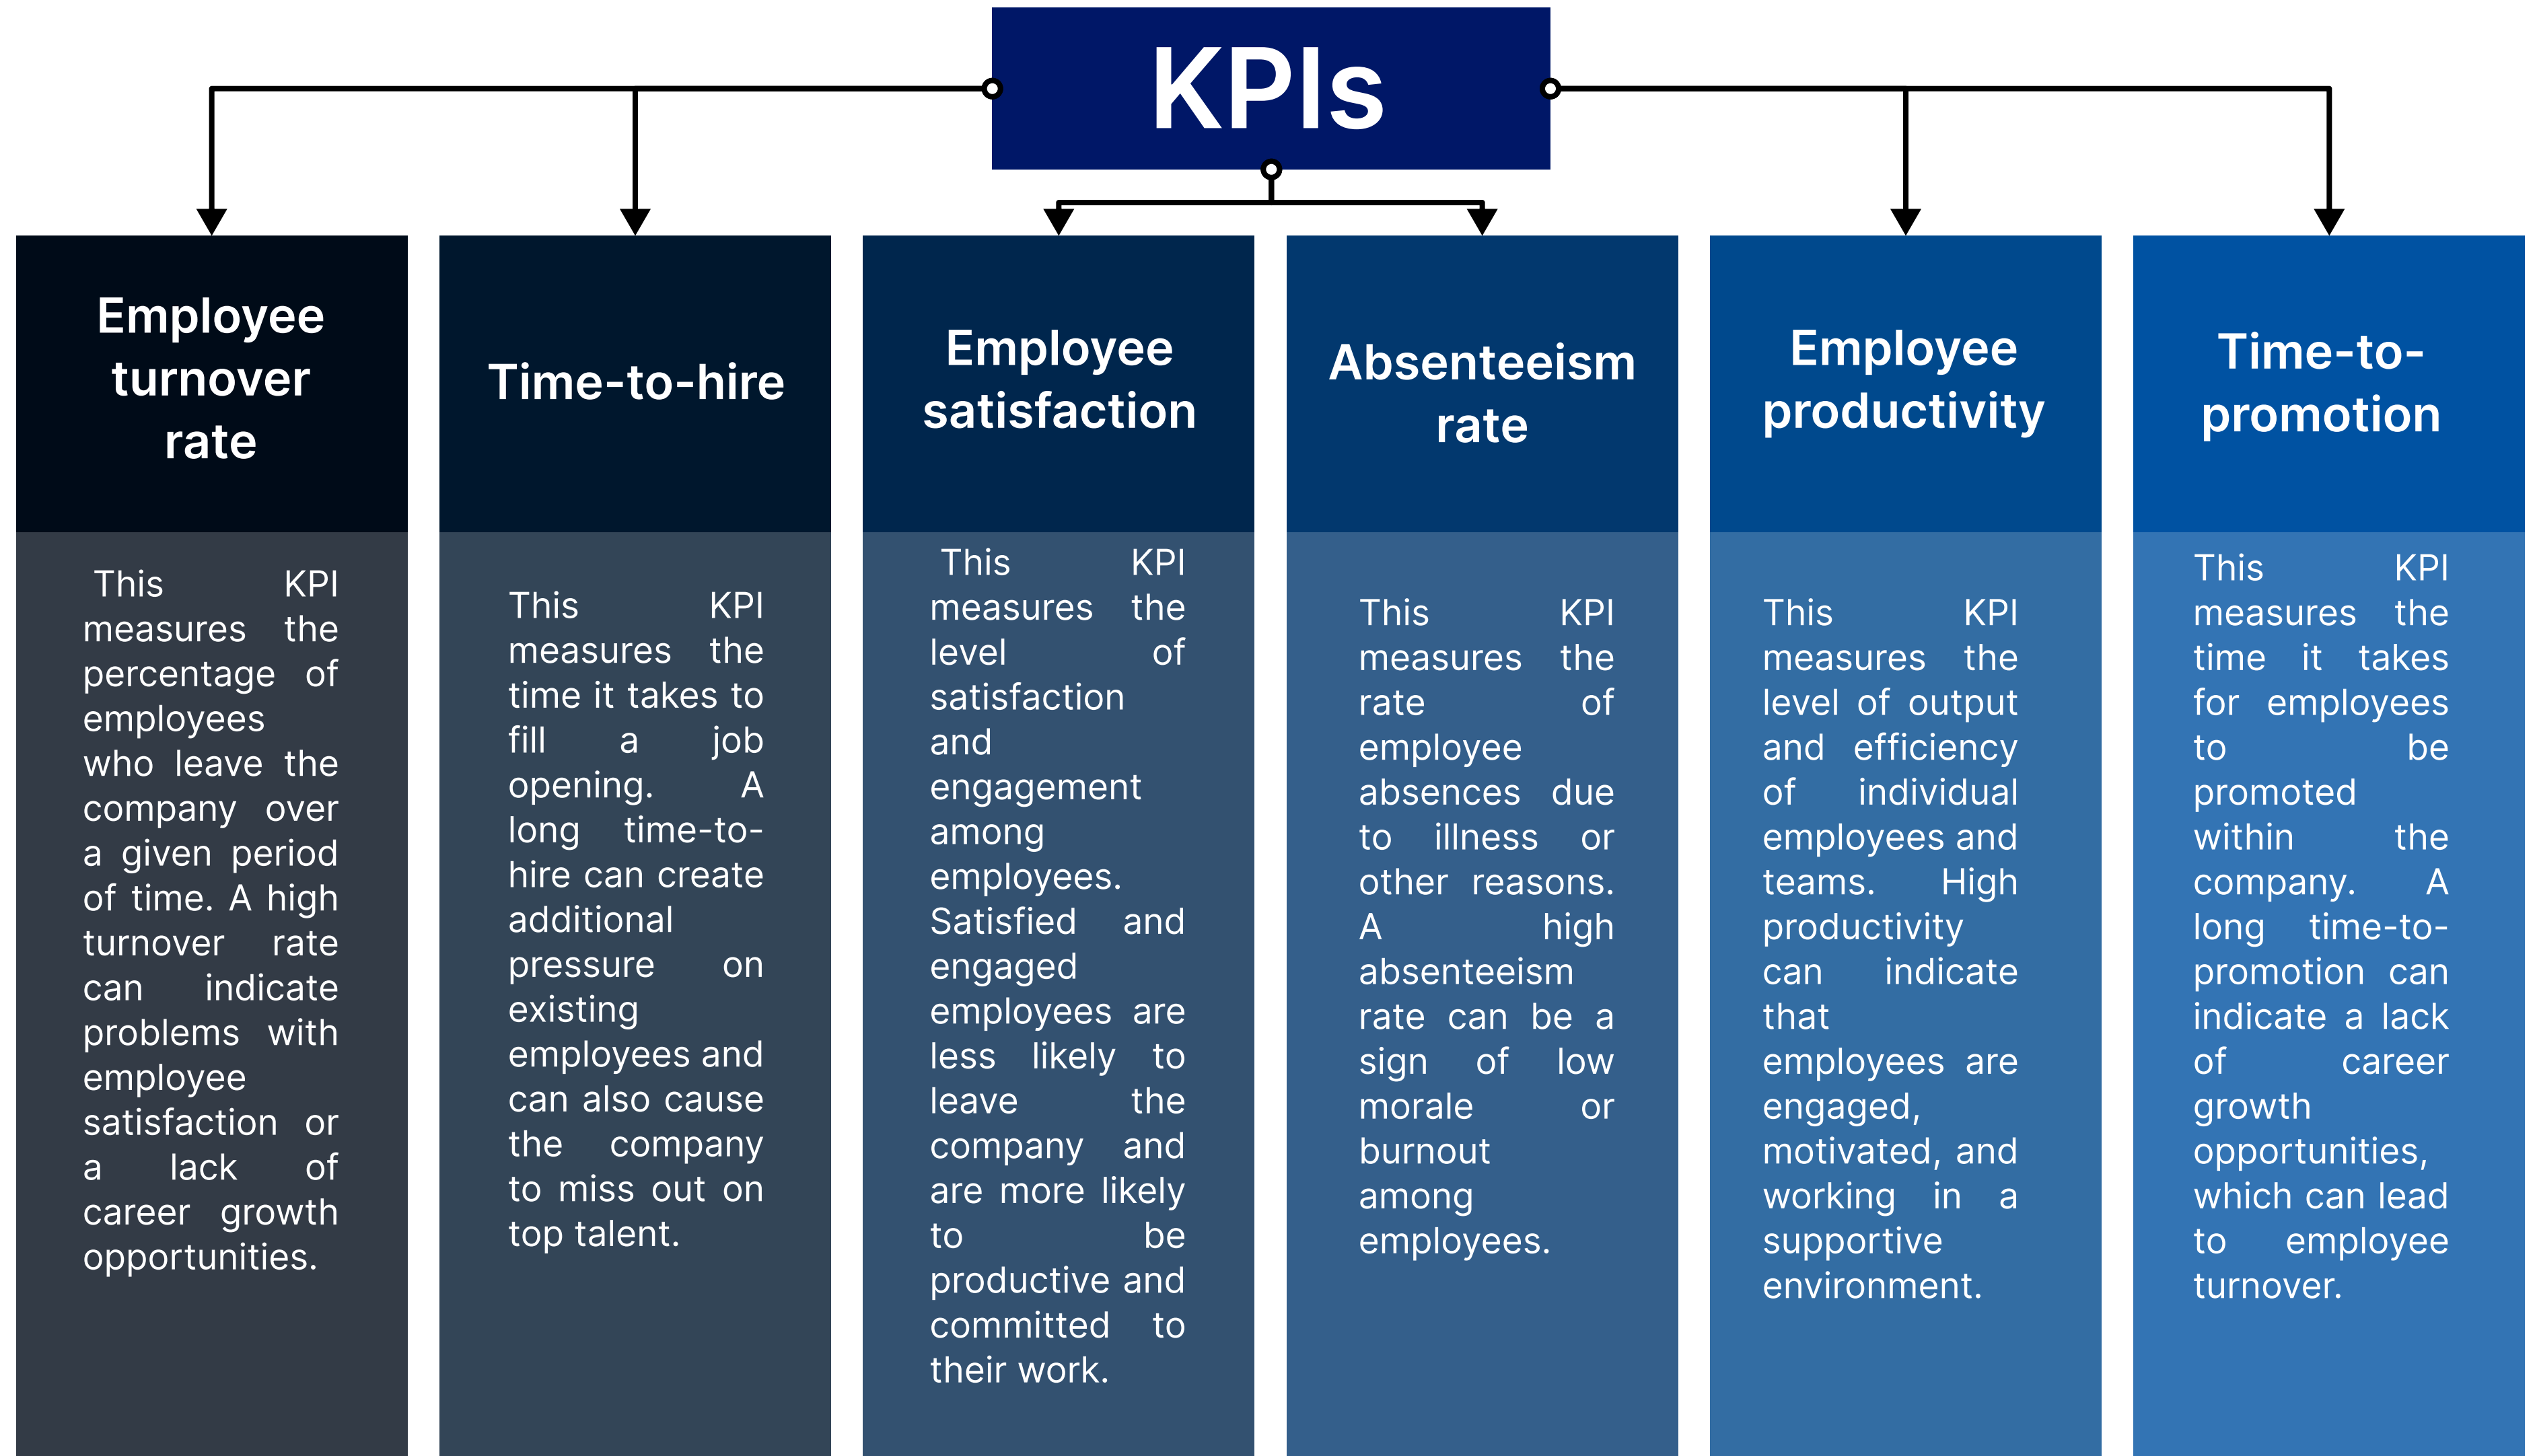 KPIs
Employee
turnover
rate
This KPI
measures the
percentage of
employees
who leave the
company over
a given period
of time. A high
turnover rate
can indicate
problems with
employee
satisfaction or
a lack of
career growth
opportunities.
Time-to-hire
This KPI
measures the
time it takes to
fill a job
opening. A
long time-to-
hire can create
additional
pressure on
existing
employees and
can also cause
the company
to miss out on
top talent.
Employee
satisfaction
This KPI
measures the
level of
satisfaction
and
engagement
among
employees.
Satisfied and
engaged
employees are
less likely to
leave the
company and
are more likely
to be
productive and
committed to
their work.
Absenteeism
rate
This KPI
measures the
rate of
employee
absences due
to illness or
other reasons.
A high
absenteeism
rate can be a
sign of low
morale or
burnout
among
employees.
Employee
productivity
This KPI
measures the
level of output
and efficiency
of individual
employees and
teams. High
productivity
can indicate
that
employees are
engaged,
motivated, and
working in a
supportive
environment.
Time-to-
promotion
This KPI
measures the
time it takes
for employees
to be
promoted
within the
company. A
long time-to-
promotion can
indicate a lack
of career
growth
opportunities,
which can lead
to employee
turnover.